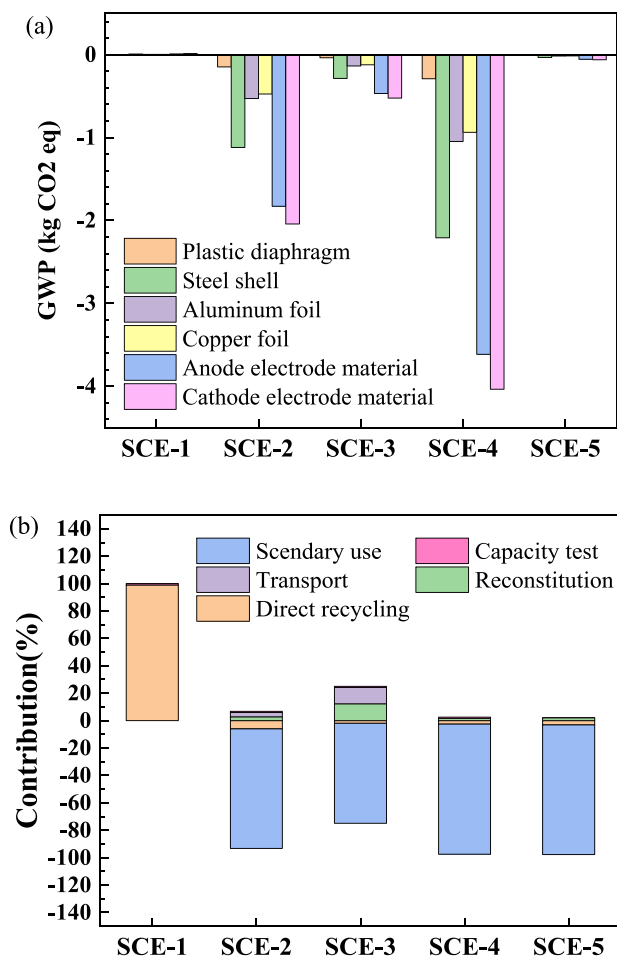 (a)
0
-1
-2
-3
-4
GWP (kg CO2 eq)
Plastic diaphragm
Steel shell
Aluminum foil
Copper foil
Anode electrode material
Cathode electrode material
SCE-1 SCE-2 SCE-3 SCE-4 SCE-5
(b)
140
120
100
80
60
40
20
0
-20
-40
-60
-80
-100
-120
-140
Contribution(%)
Scendary use Capacity test
Transport Reconstitution
Direct recycling
SCE-1 SCE-2 SCE-3 SCE-4 SCE-5